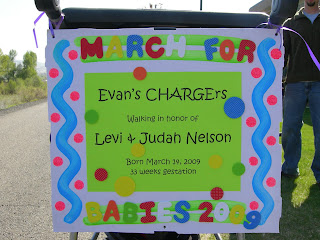 MARCH FOR
Evan's CHARGErs
Walking in honor of
Levi & Judah Nelson
Born March 14, 2009
33 weeks gestation
BABIES 2009